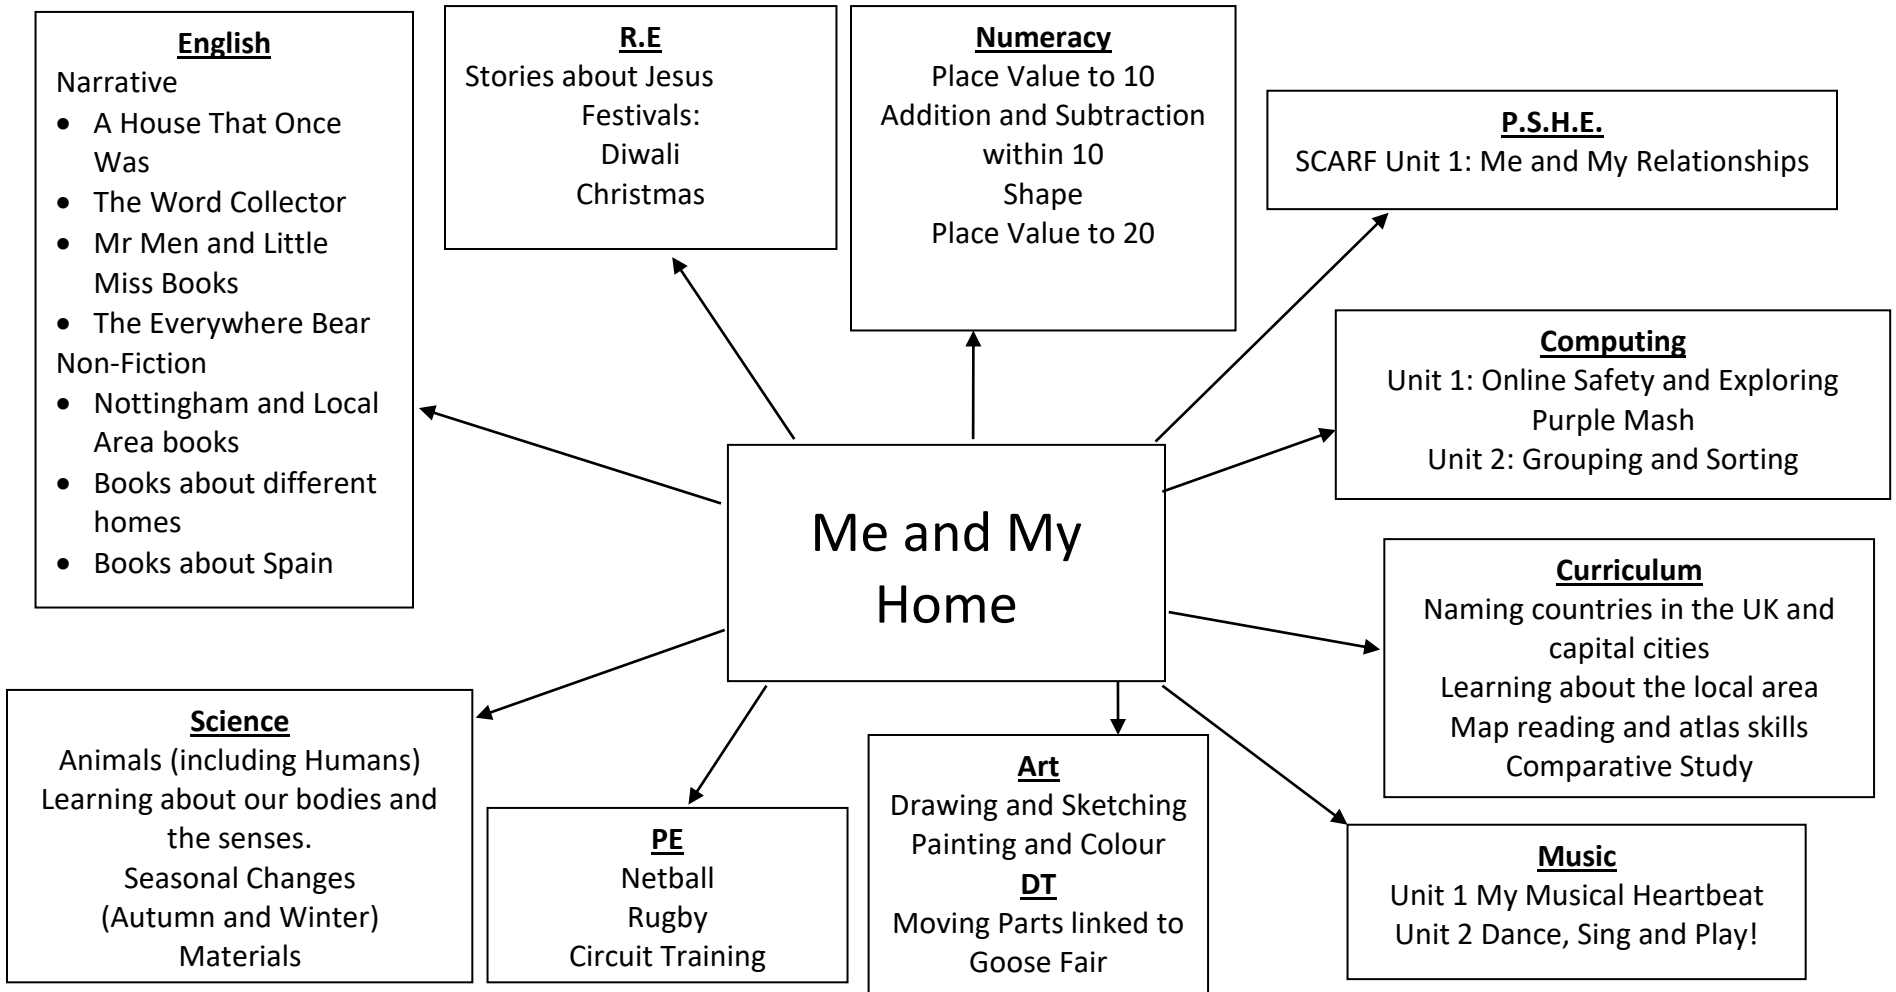 English
Narrative
• A House That Once
Was
• The Word Collector
• Mr Men and Little
Miss Books
• The Everywhere Bear
Non-Fiction
• Nottingham and Local
Area books
• Books about different
homes
• Books about Spain
R.E
Stories about Jesus
Festivals:
Diwali
Christmas
Numeracy
Place Value to 10
Addition and Subtraction
within 10
Shape
Place Value to 20
P.S.H.E.
SCARF Unit 1: Me and My Relationships
Computing
Unit 1: Online Safety and Exploring
Purple Mash
Unit 2: Grouping and Sorting
Me and My
Home
Curriculum
Naming countries in the UK and
capital cities
Learning about the local area
Map reading and atlas skills
Comparative Study
Science
Animals (including Humans)
Learning about our bodies and
the senses.
Seasonal Changes
(Autumn and Winter)
Materials
PE
Netball
Rugby
Circuit Training
Art
Drawing and Sketching
Painting and Colour
DT
Moving Parts linked to
Goose Fair
Music
Unit 1 My Musical Heartbeat
Unit 2 Dance, Sing and Play!